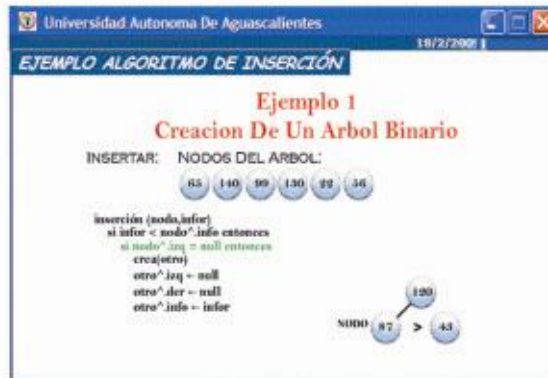 Universidad Autonoma De Aguascalientes
EJEMPLO ALGORITMO DE INSERCIÓN
Ejemplo 1
Creacion De Un Arbol Binario
INSERTAR: NODOS DEL ARBOL:
65 140 99 130 22 56
inserción (nodo,infor)
si infor < nodo^.info entonces
si nodo^.izq = null entonces
crea(otro)
otro^.izq ← null
otro^.der ← null
otro^.info ← infor
120
NODO 87 > 43